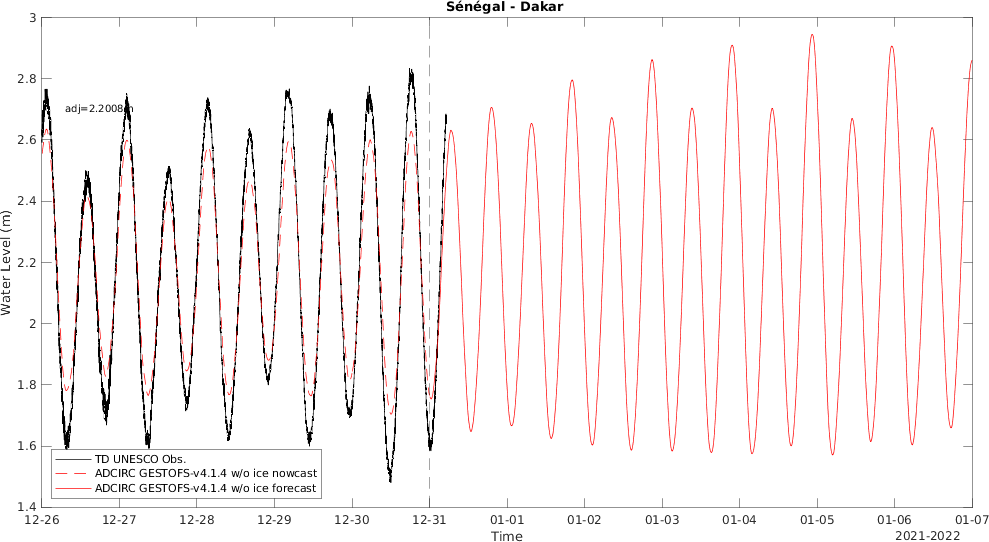 Sénégal - Dakar
3
2.8
2.6
2.4
2.2
2
1.8
1.6
1.4
Water Level (m)
adj=2.2008m
TD UNESCO Obs.
ADCIRC GESTOFS-v4.1.4 w/o ice nowcast
ADCIRC GESTOFS-v4.1.4 w/o ice forecast
12-26 12-27 12-28 12-29 12-30 12-31 01-01 01-02 01-03 01-04 01-05 01-06 01-07
Time
2021-2022